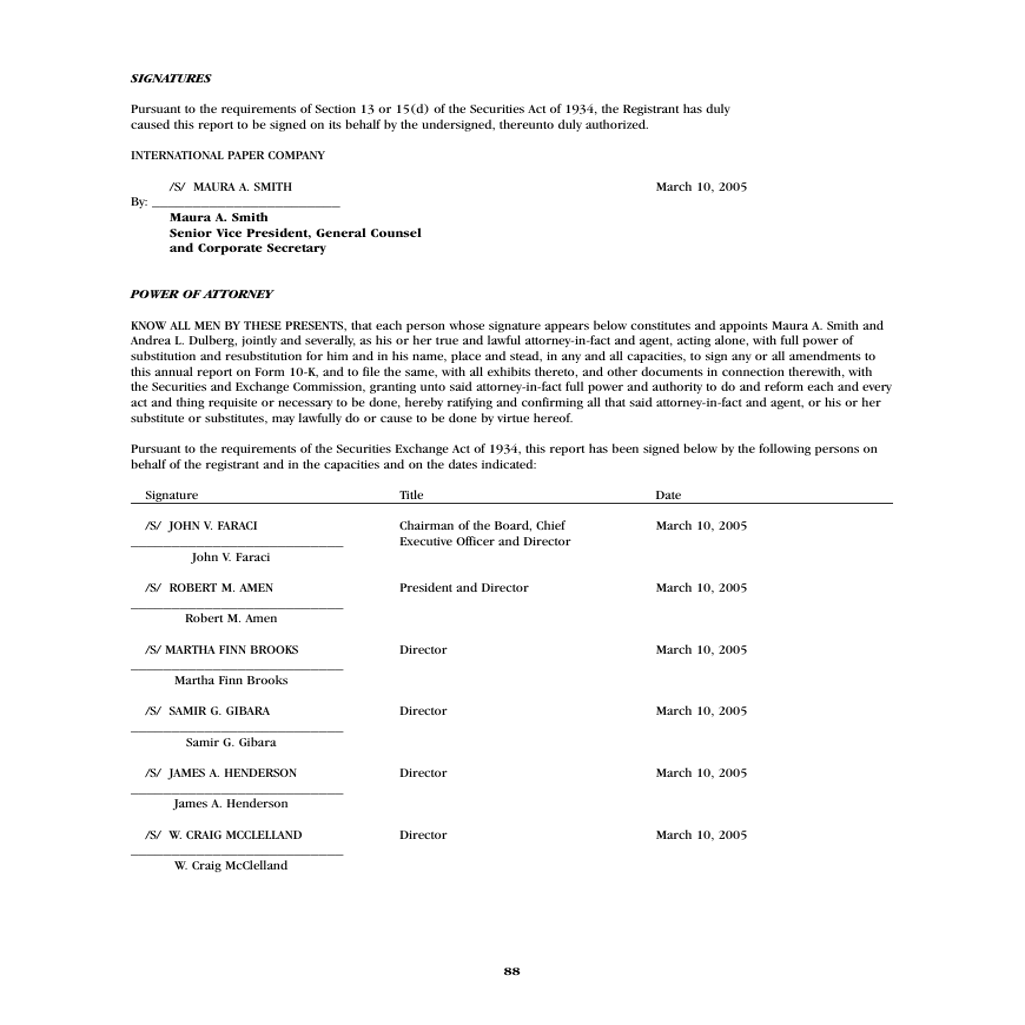 SIGNATURES
Pursuant to the requirements of Section 13 or 15(d) of the Securities Act of 1934, the Registrant has duly
caused this report to be signed on its behalf by the undersigned, thereunto duly authorized.
INTERNATIONAL PAPER COMPANY
/S/ MAURA A. SMITH March 10, 2005
By: ___________________________
Maura A. Smith
Senior Vice President, General Counsel
and Corporate Secretary
POWER OF ATTORNEY
KNOW ALL MEN BY THESE PRESENTS, that each person whose signature appears below constitutes and appoints Maura A. Smith and
Andrea L. Dulberg, jointly and severally, as his or her true and lawful attorney-in-fact and agent, acting alone, with full power of
substitution and resubstitution for him and in his name, place and stead, in any and all capacities, to sign any or all amendments to
this annual report on Form 10-K, and to file the same, with all exhibits thereto, and other documents in connection therewith, with
the Securities and Exchange Commission, granting unto said attorney-in-fact full power and authority to do and reform each and every
act and thing requisite or necessary to be done, hereby ratifying and confirming all that said attorney-in-fact and agent, or his or her
substitute or substitutes, may lawfully do or cause to be done by virtue hereof.
Pursuant to the requirements of the Securities Exchange Act of 1934, this report has been signed below by the following persons on
behalf of the registrant and in the capacities and on the dates indicated:
Signature Title Date
/S/ JOHN V. FARACI Chairman of the Board, Chief March 10, 2005
Executive Officer and Director
John V. Faraci
/S/ ROBERT M. AMEN President and Director March 10, 2005
Robert M. Amen
/S/ MARTHA FINN BROOKS Director March 10, 2005
Martha Finn Brooks
/S/ SAMIR G. GIBARA Director March 10, 2005
Samir G. Gibara
/S/ JAMES A. HENDERSON Director March 10, 2005
James A. Henderson
/S/ W. CRAIG MCCLELLAND Director March 10, 2005
W. Craig McClelland
88